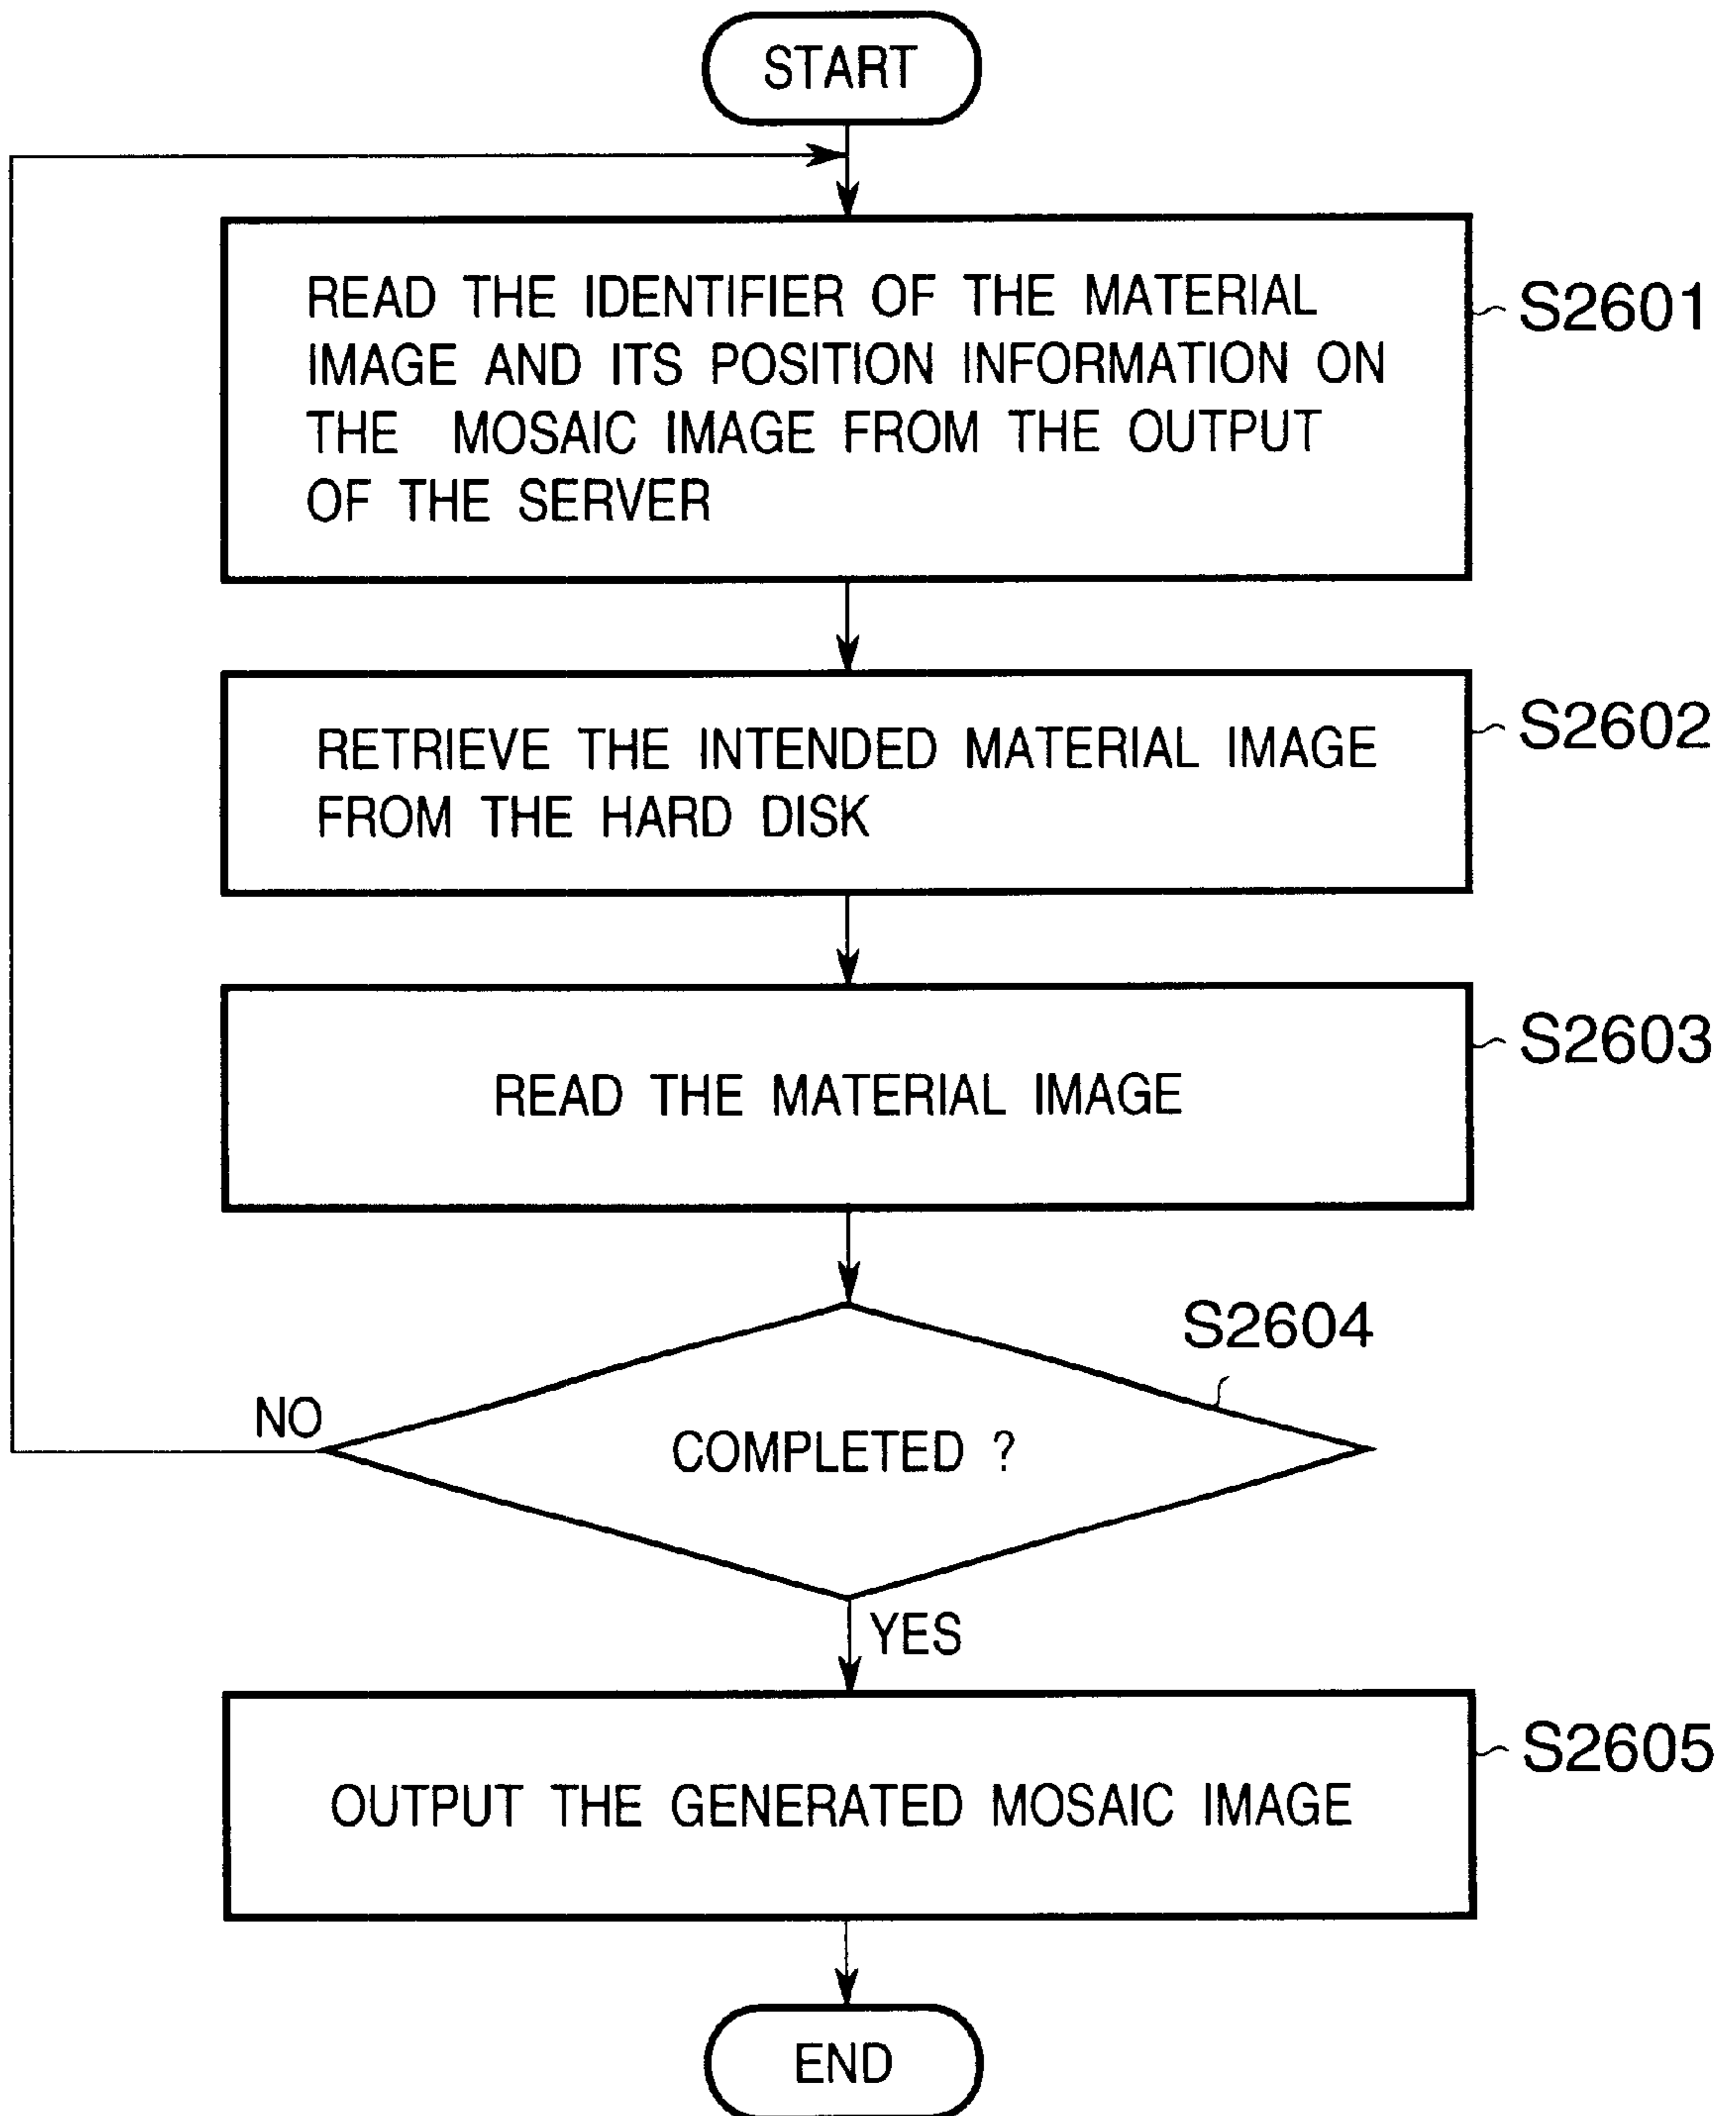 START
READ THE IDENTIFIER OF THE MATERIAL
IMAGE AND ITS POSITION INFORMATION ON
THE MOSAIC IMAGE FROM THE OUTPUT
OF THE SERVER
S2601
RETRIEVE THE INTENDED MATERIAL IMAGE
FROM THE HARD DISK
S2602
READ THE MATERIAL IMAGE
S2603
S2604
NO
COMPLETED ?
YES
OUTPUT THE GENERATED MOSAIC IMAGE
S2605
END